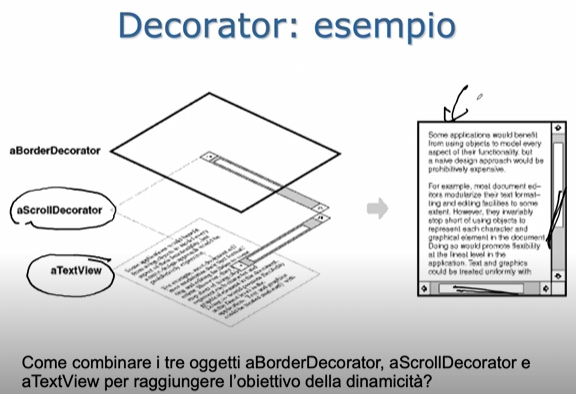 Decorator: esempio
aBorderDecorator
aScrollDecorator
aTextView
Some applications would benefit
from using objects to model every
aspect of their functionality, but
a naive design approach would be
prohibitively expensive.
For example, most document ed-
itors modularize their text format-
ting and editing facilities to some
extent. However, they invariably
stop short of using objects to
represent each character and
graphical element in the document.
Doing so would promote flexibility
at the finest level in the
application. Text and graphics
could be treated uniformly with
Come combinare i tre oggetti aBorderDecorator, aScrollDecorator e
aTextView per raggiungere l'obiettivo della dinamicità?